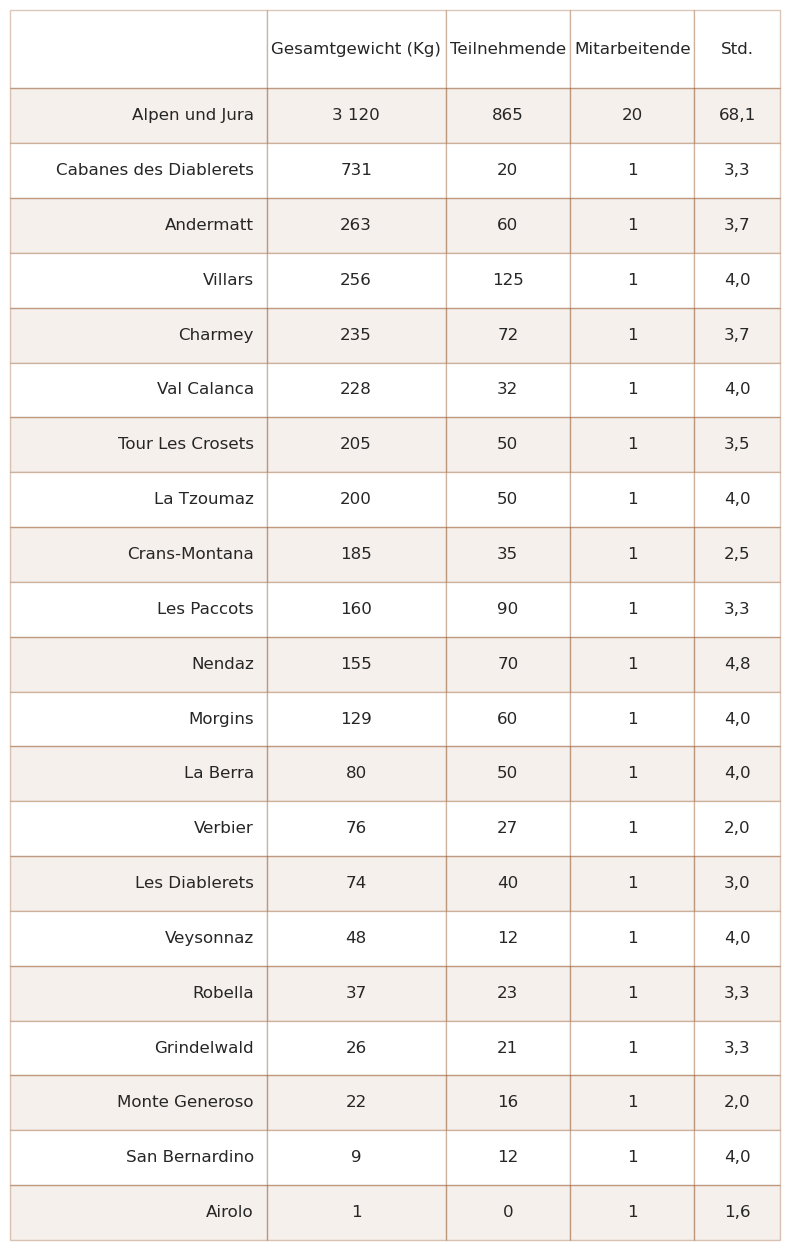 Gesamtgewicht (Kg) Teilnehmende Mitarbeitende Std.
Alpen und Jura 3 120 865 20 68,1
Cabanes des Diablerets 731 20 1 3,3
Andermatt 263 60 1 3,7
Villars 256 125 1 4,0
Charmey 235 72 1 3,7
Val Calanca 228 32 1 4,0
Tour Les Crosets 205 50 1 3,5
La Tzoumaz 200 50 1 4,0
Crans-Montana 185 35 1 2,5
Les Paccots 160 90 1 3,3
Nendaz 155 70 1 4,8
Morgins 129 60 1 4,0
La Berra 80 50 1 4,0
Verbier 76 27 1 2,0
Les Diablerets 74 40 1 3,0
Veysonnaz 48 12 1 4,0
Robella 37 23 1 3,3
Grindelwald 26 21 1 3,3
Monte Generoso 22 16 1 2,0
San Bernardino 9 12 1 4,0
Airolo 1 0 1 1,6